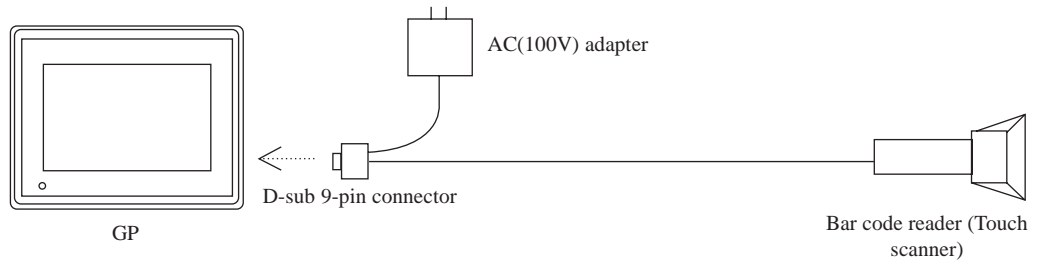 AC(100V) adapter
D-sub 9-pin connector
GP
Bar code reader (Touch
scanner)